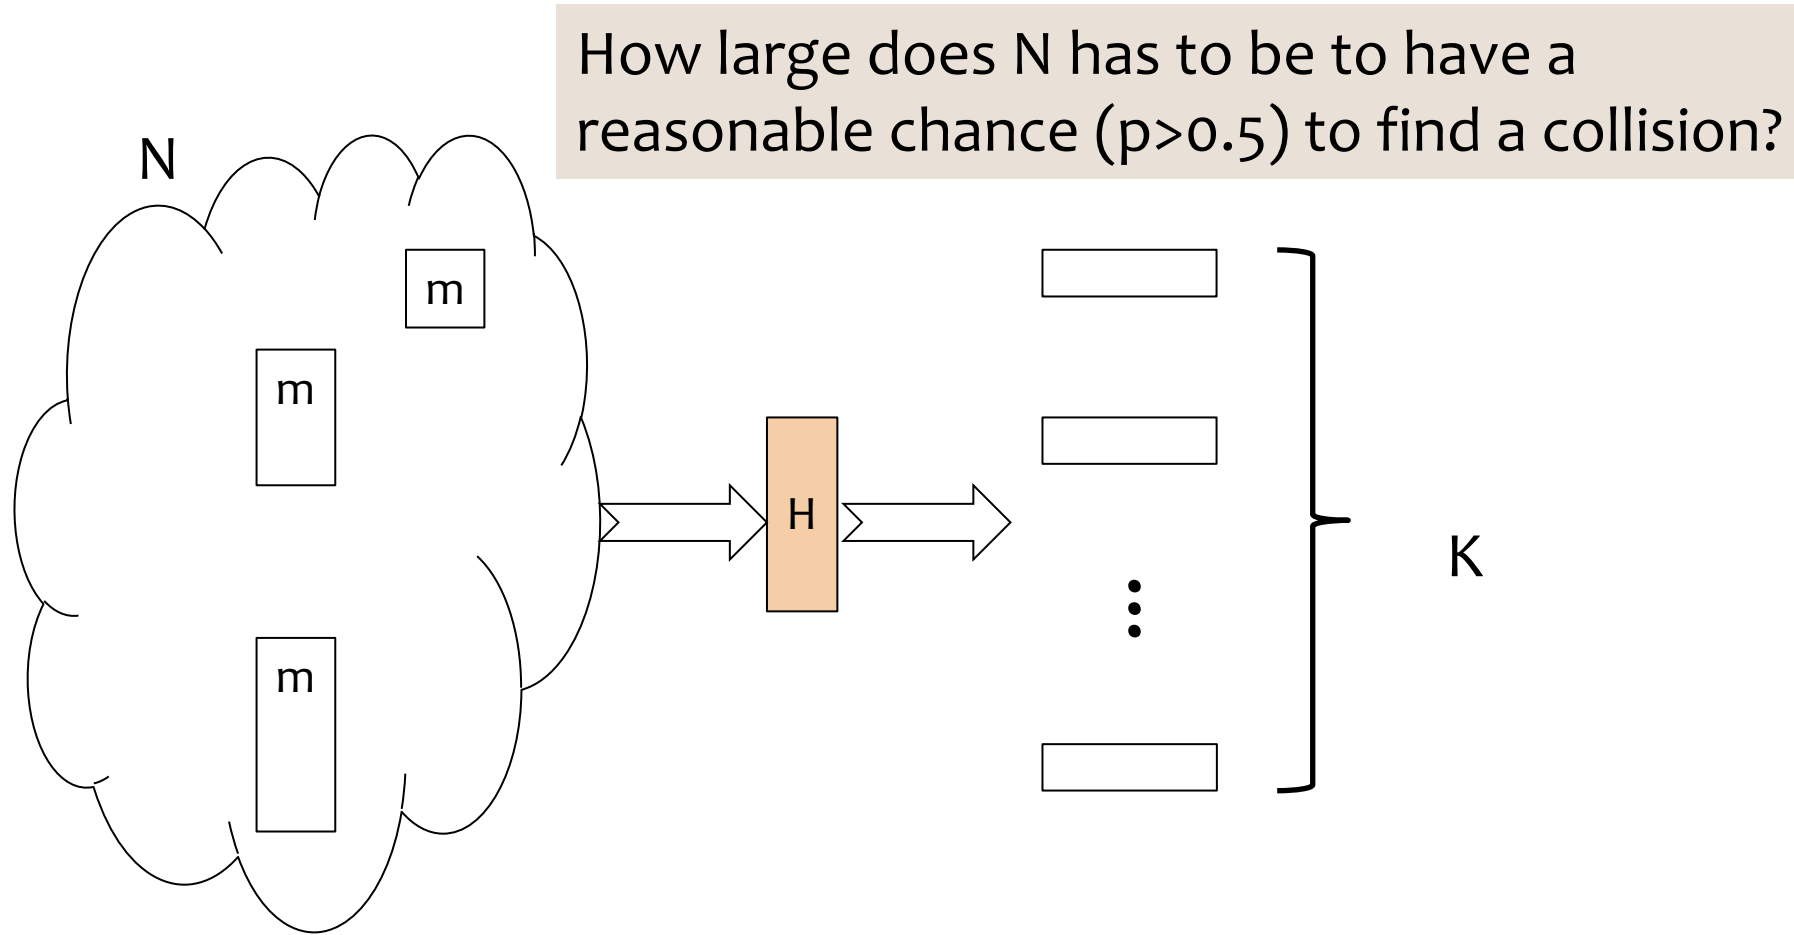 How large does N has to be to have a
reasonable chance (p>0.5) to find a collision?
N
m
m
H
K
m